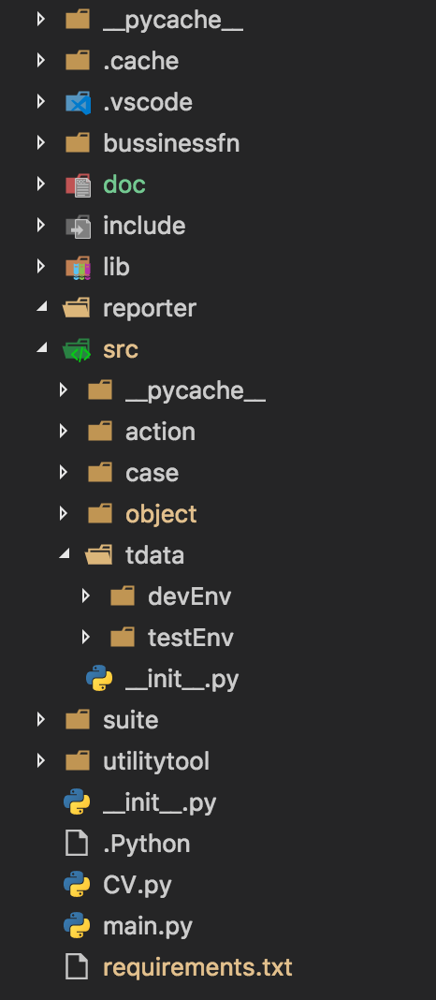 __pycache__
.cache
.vscode
bussinessfn
doc
include
lib
reporter
src
__pycache__
action
case
object
tdata
devEnv
testEnv
__init__.py
suite
utilitytool
__init__.py
.Python
CV.py
main.py
requirements.txt